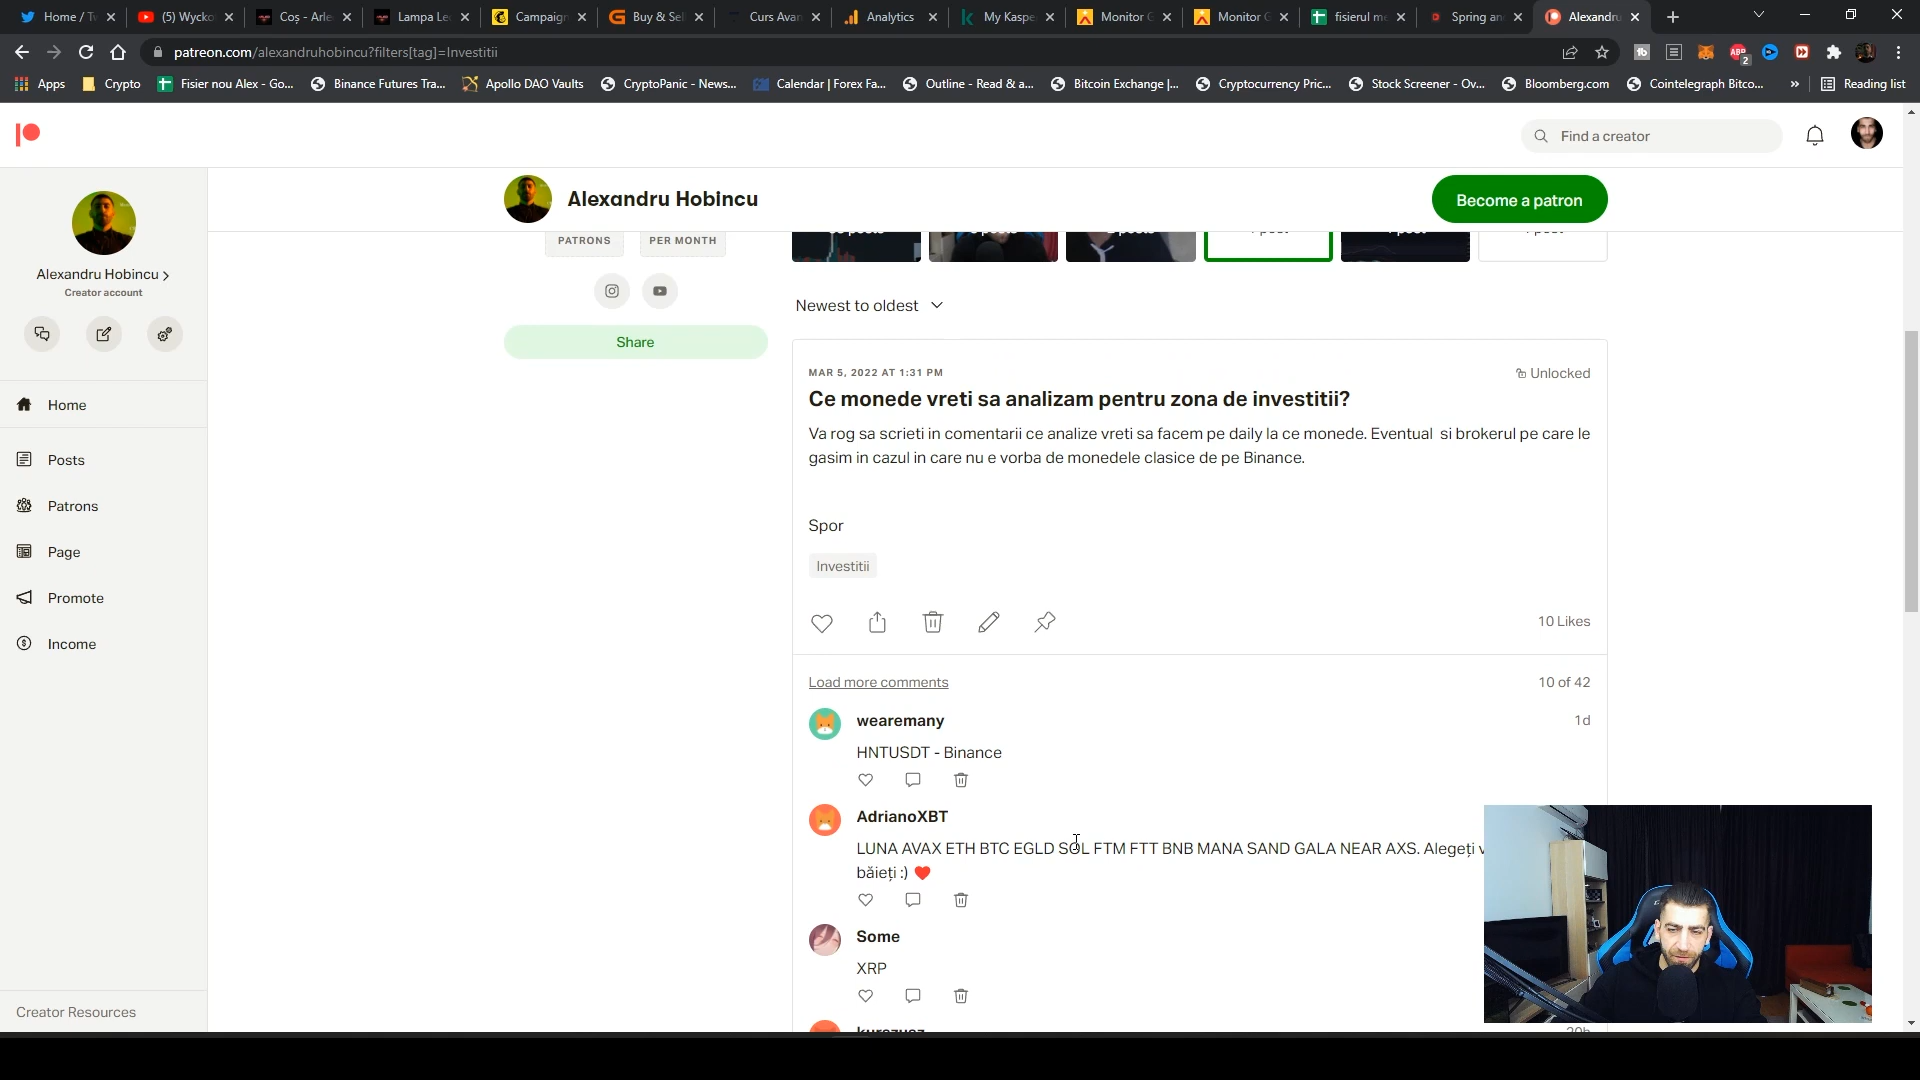 Home / Tw
(5) Wycko
Coș - Arle
Lampa Le
Campaign
Buy & Sel
Curs Avan
Analytics
My Kaspe
Monitor G
Monitor G
fisierul me
Spring an
Alexandru
patreon.com/alexandruhobincu?filters[tag]=Investitii
Apps
Crypto
Fisier nou Alex - Go...
Binance Futures Tra...
Apollo DAO Vaults
CryptoPanic - News...
Calendar | Forex Fa...
Outline - Read & a...
Bitcoin Exchange |...
Cryptocurrency Pric...
Stock Screener - Ov...
Bloomberg.com
Cointelegraph Bitco...
»
Reading list
ABP
2
Find a creator
Alexandru Hobincu
Become a patron
Alexandru Hobincu >
Creator account
Home
Posts
Patrons
Page
Promote
Income
Creator Resources
PATRONS
PER MONTH
Share
Newest to oldest
MAR 5, 2022 AT 1:31 PM
Unlocked
Ce monede vreti sa analizam pentru zona de investitii?
Va rog sa scrieti in comentarii ce analize vreti sa facem pe daily la ce monede. Eventual si brokerul pe care le
gasim in cazul in care nu e vorba de monedele clasice de pe Binance.
Spor
Investitii
10 Likes
Load more comments
10 of 42
wearemany
1d
HNTUSDT - Binance
AdrianoXBT
LUNA AVAX ETH BTC EGLD SOL FTM FTT BNB MANA SAND GALA NEAR AXS. Alegeți v
băieți :) ❤️
Some
XRP